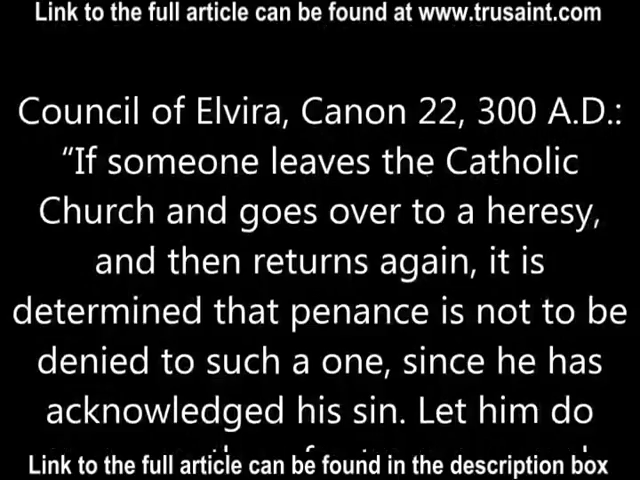 Link to the full article can be found at www.trusaint.com
Council of Elvira, Canon 22, 300 A.D.:
“If someone leaves the Catholic
Church and goes over to a heresy,
and then returns again, it is
determined that penance is not to be
denied to such a one, since he has
acknowledged his sin. Let him do
Link to the full article can be found in the description box